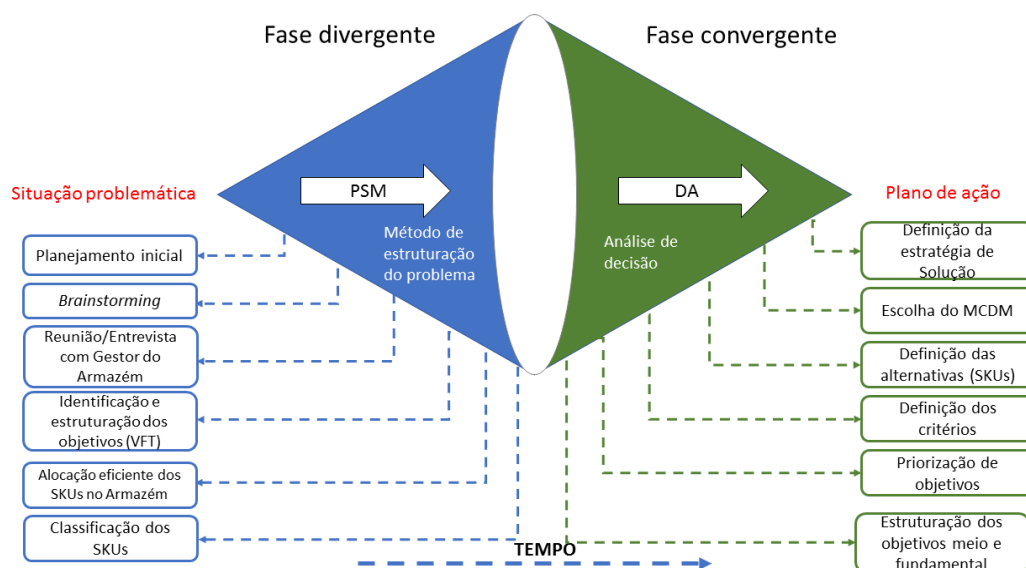 Fase divergente
Fase convergente
PSM
DA
Situação problemática
Plano de ação
Método de
estruturação
do problema
Análise de
decisão
Planejamento inicial
Brainstorming
Reunião/Entrevista
com Gestor do
Armazém
Identificação e
estruturação dos
objetivos (VFT)
Alocação eficiente dos
SKUs no Armazém
Classificação dos
SKUs
Definição da
estratégia de
Solução
Escolha do MCDM
Definição das
alternativas (SKUs)
Definição dos
critérios
Priorização de
objetivos
Estruturação dos
objetivos meio e
fundamental
TEMPO